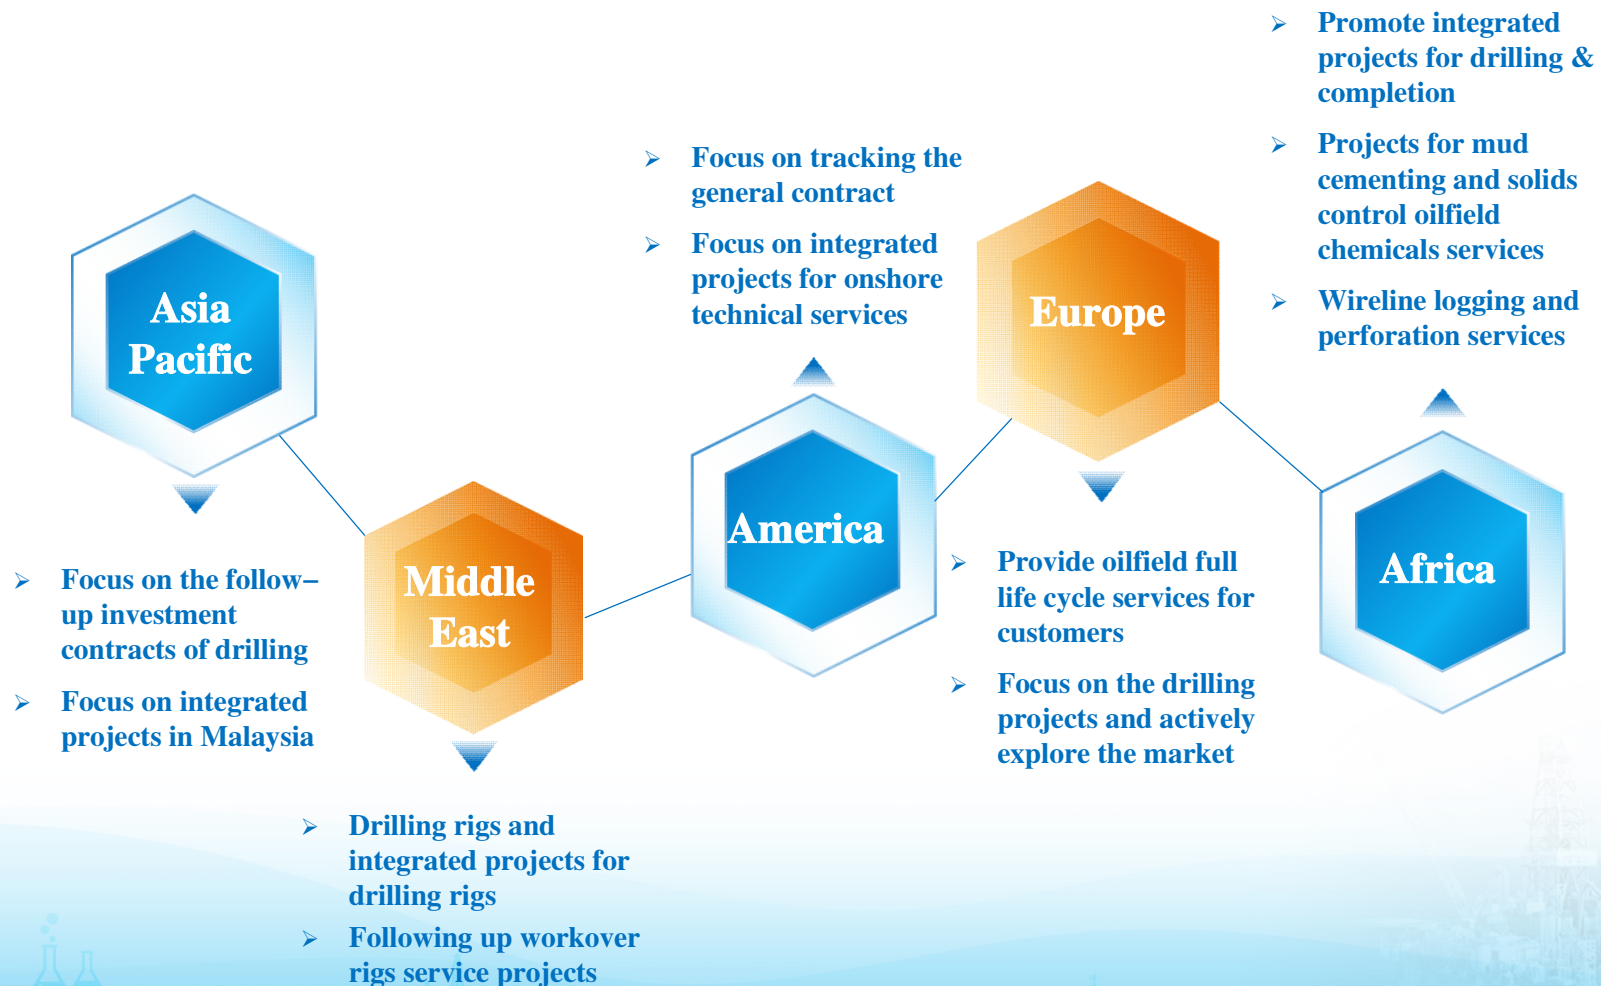 Asia
Pacific
➢ Focus on the follow–
up investment
contracts of drilling
➢ Focus on integrated
projects in Malaysia
Middle
East
➢ Drilling rigs and
integrated projects for
drilling rigs
➢ Following up workover
rigs service projects
➢ Focus on tracking the
general contract
➢ Focus on integrated
projects for onshore
technical services
America
Europe
➢ Provide oilfield full
life cycle services for
customers
➢ Focus on the drilling
projects and actively
explore the market
➢ Promote integrated
projects for drilling &
completion
➢ Projects for mud
cementing and solids
control oilfield
chemicals services
➢ Wireline logging and
perforation services
Africa